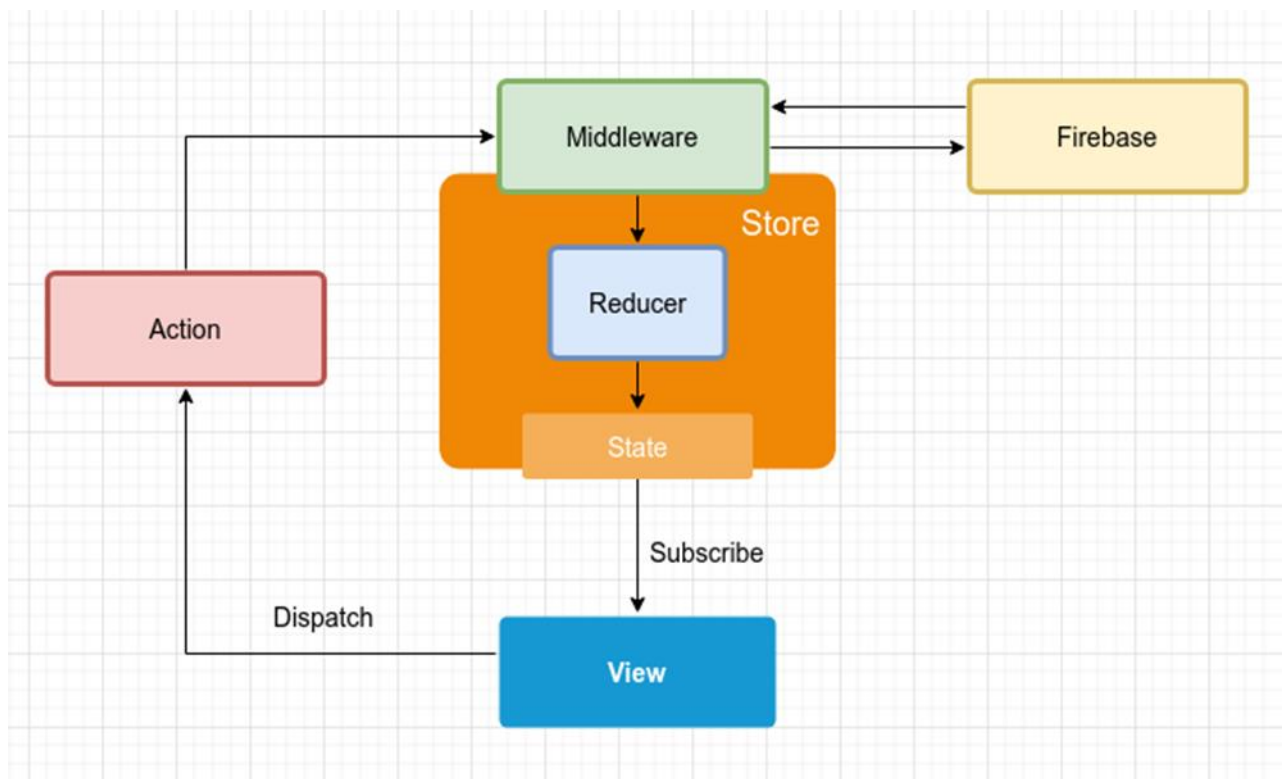 Middleware
Firebase
Store
Reducer
Action
State
Subscribe
Dispatch
View